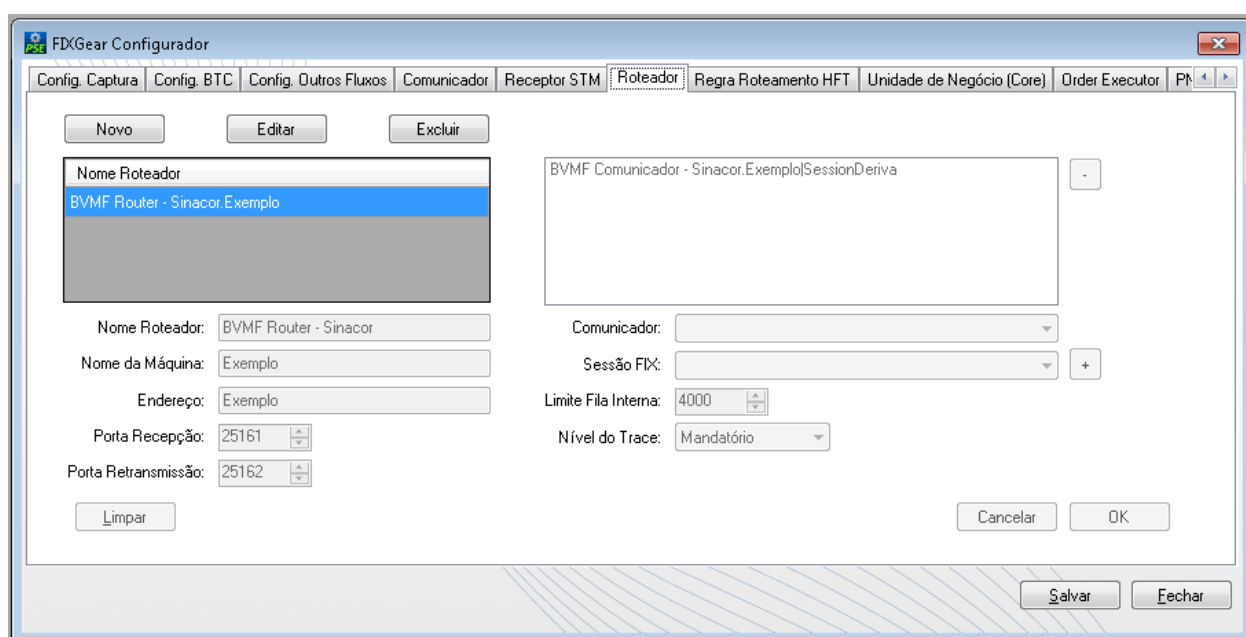 PSE FIXGear Configurador
Config. Captura Config. BTC Config. Outros Fluxos Comunicador Receptor STM Roteador Regra Roteamento HFT Unidade de Negócio (Core) Order Executor
Novo Editar Excluir
Nome Roteador
BVMF Router - Sinacor.Exemplo
BVMF Comunicador - Sinacor.Exemplo|SessionDeriva
-
Nome Roteador: BVMF Router - Sinacor
Comunicador:
Nome da Máquina: Exemplo
Sessão FIX: +
Endereço: Exemplo
Limite Fila Interna: 4000
Porta Recepção: 25161
Nível do Trace: Mandatório
Porta Retransmissão: 25162
Limpar Cancelar OK
Salvar Fechar